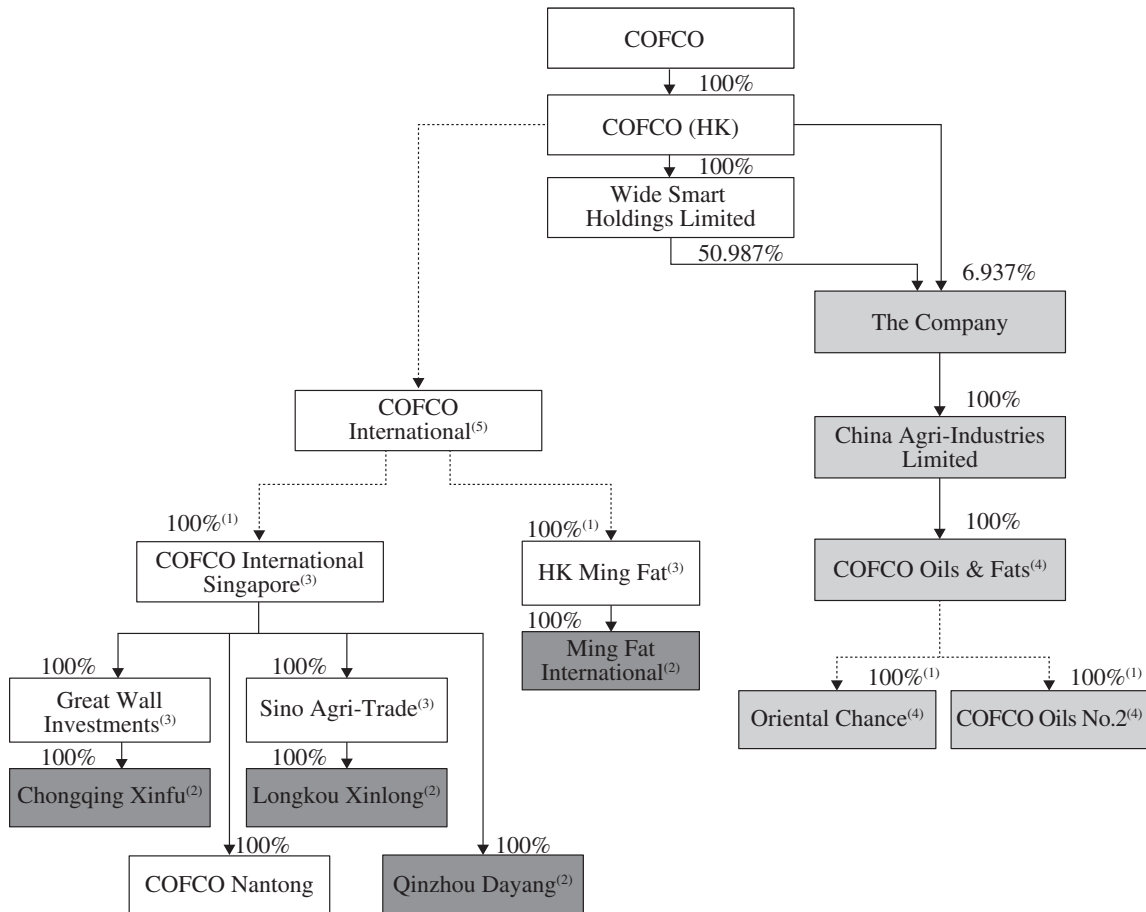 COFCO
100%
COFCO (HK)
100%
Wide Smart
Holdings Limited
50.987%
6.937%
The Company
100%
COFCO
International(5)
China Agri-Industries
Limited
100%(1)
100%(1)
100%
COFCO International
Singapore(3)
HK Ming Fat(3)
COFCO Oils & Fats(4)
100%
Ming Fat
International(2)
100%
100%
100%(1)
100%(1)
Great Wall
Investments(3)
Sino Agri-Trade(3)
Oriental Chance(4)
COFCO Oils No.2(4)
100%
100%
Chongqing Xinfu(2)
Longkou Xinlong(2)
100%
100%
COFCO Nantong
Qinzhou Dayang(2)